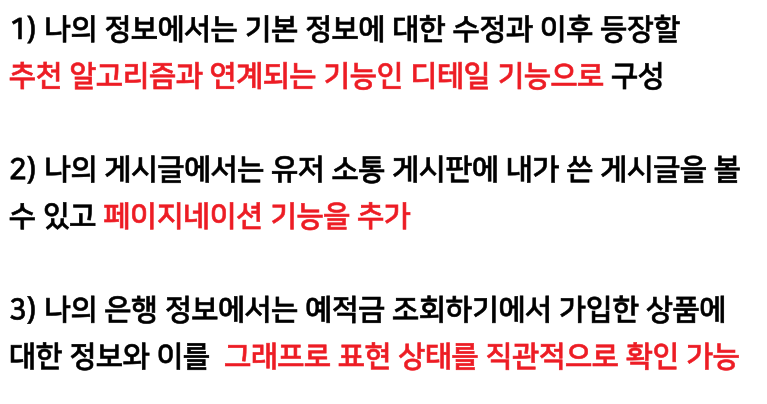 1) 나의 정보에서는 기본 정보에 대한 수정과 이후 등장할
추천 알고리즘과 연계되는 기능인 디테일 기능으로 구성
2) 나의 게시글에서는 유저 소통 게시판에 내가 쓴 게시글을 볼
수 있고 페이지네이션 기능을 추가
3) 나의 은행 정보에서는 예적금 조회하기에서 가입한 상품에
대한 정보와 이를 그래프로 표현 상태를 직관적으로 확인 가능